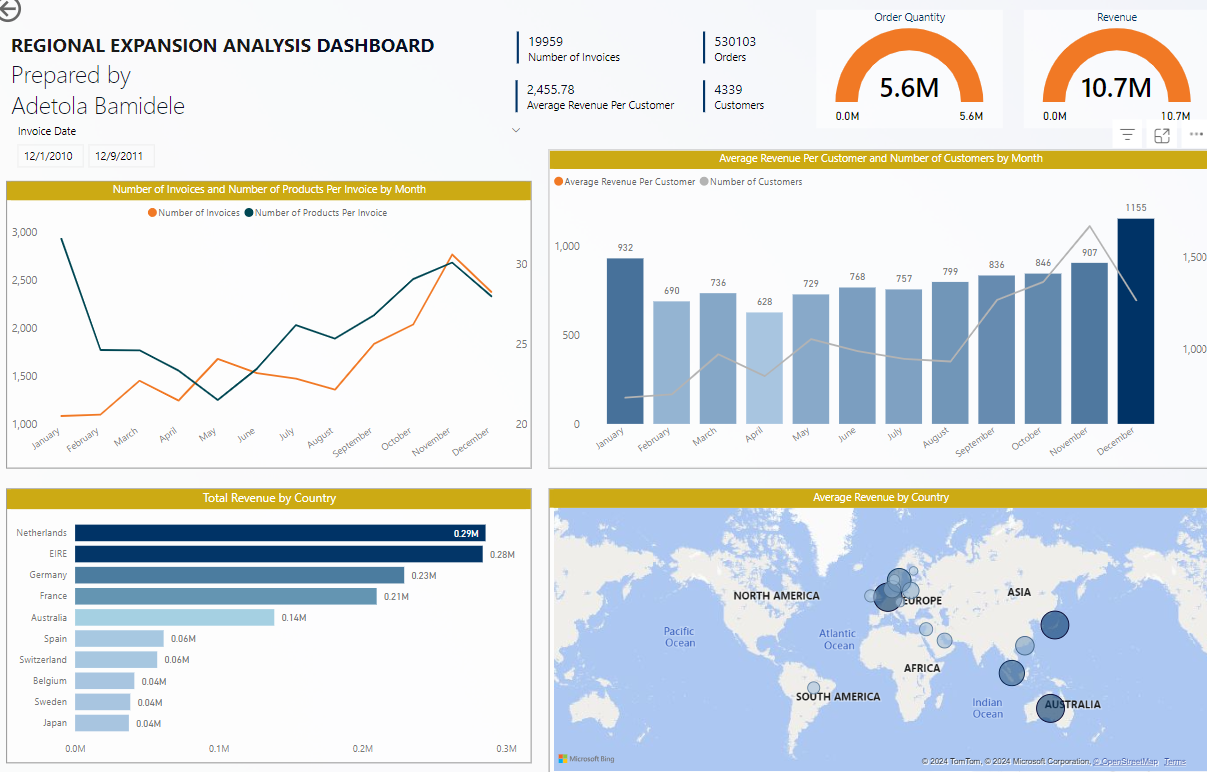 REGIONAL EXPANSION ANALYSIS DASHBOARD
Prepared by
Adetola Bamidele
Invoice Date
12/1/2010 12/9/2011
19959
Number of Invoices
530103
Orders
2,455.78
Average Revenue Per Customer
4339
Customers
Order Quantity
5.6M
0.0M 5.6M
Revenue
10.7M
0.0M 10.7M
Number of Invoices and Number of Products Per Invoice by Month
Number of Invoices Number of Products Per Invoice
3,000
2,500
2,000
1,500
1,000
30
25
20
January February March April May June July August September October November December
Average Revenue Per Customer and Number of Customers by Month
Average Revenue Per Customer Number of Customers
1,000
500
0
932 690 736 628 729 768 757 799 836 846 907 1155
1,500
1,000
January February March April May June July August September October November December
Total Revenue by Country
Netherlands 0.29M
EIRE 0.28M
Germany 0.23M
France 0.21M
Australia 0.14M
Spain 0.06M
Switzerland 0.06M
Belgium 0.04M
Sweden 0.04M
Japan 0.04M
0.0M 0.1M 0.2M 0.3M
Average Revenue by Country
NORTH AMERICA
EUROPE
ASIA
Pacific
Ocean
Atlantic
Ocean
AFRICA
SOUTH AMERICA
Indian
Ocean
AUSTRALIA
Microsoft Bing
© 2024 TomTom, © 2024 Microsoft Corporation, © OpenStreetMap Terms